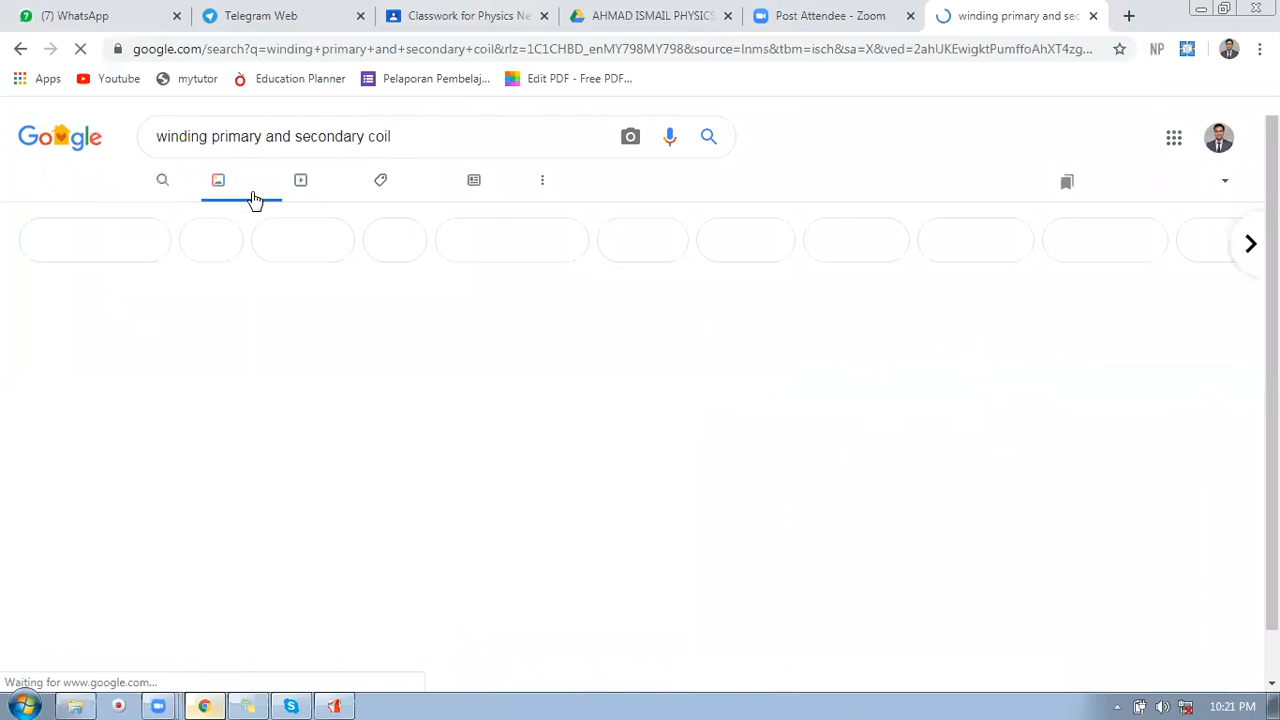 (7) WhatsApp
Telegram Web
Classwork for Physics Ne
AHMAD ISMAIL PHYSICS
Post Attendee - Zoom
winding primary and sec
google.com/search?q=winding+primary+and+secondary+coil&rlz=1C1CHBD_enMY798MY798&source=lnms&tbm=isch&sa=X&ved=2ahUKEwigktPumffoAhXT4zg...
NP
Apps
Youtube
mytutor
Education Planner
Pelaporan Pembelaj...
Edit PDF - Free PDF...
Google
winding primary and secondary coil
Waiting for www.google.com...
10:21 PM